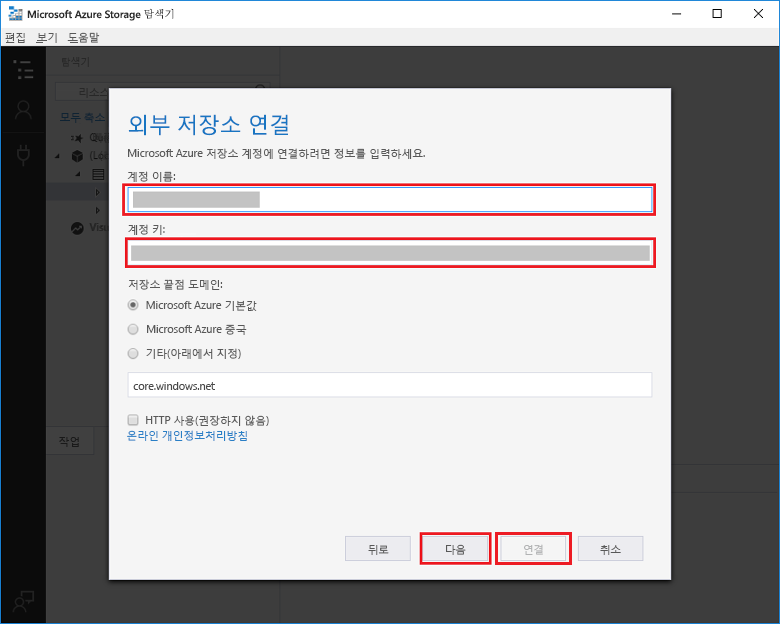 Microsoft Azure Storage 탐색기
편집 보기 도움말
탐색기
리소스
모두 축소
외부 저장소 연결
Microsoft Azure 저장소 계정에 연결하려면 정보를 입력하세요.
계정 이름:
계정 키:
저장소 끝점 도메인:
Microsoft Azure 기본값
Microsoft Azure 중국
기타(아래에서 지정)
core.windows.net
HTTP 사용(권장하지 않음)
온라인 개인정보처리방침
작업
뒤로 다음 연결 취소